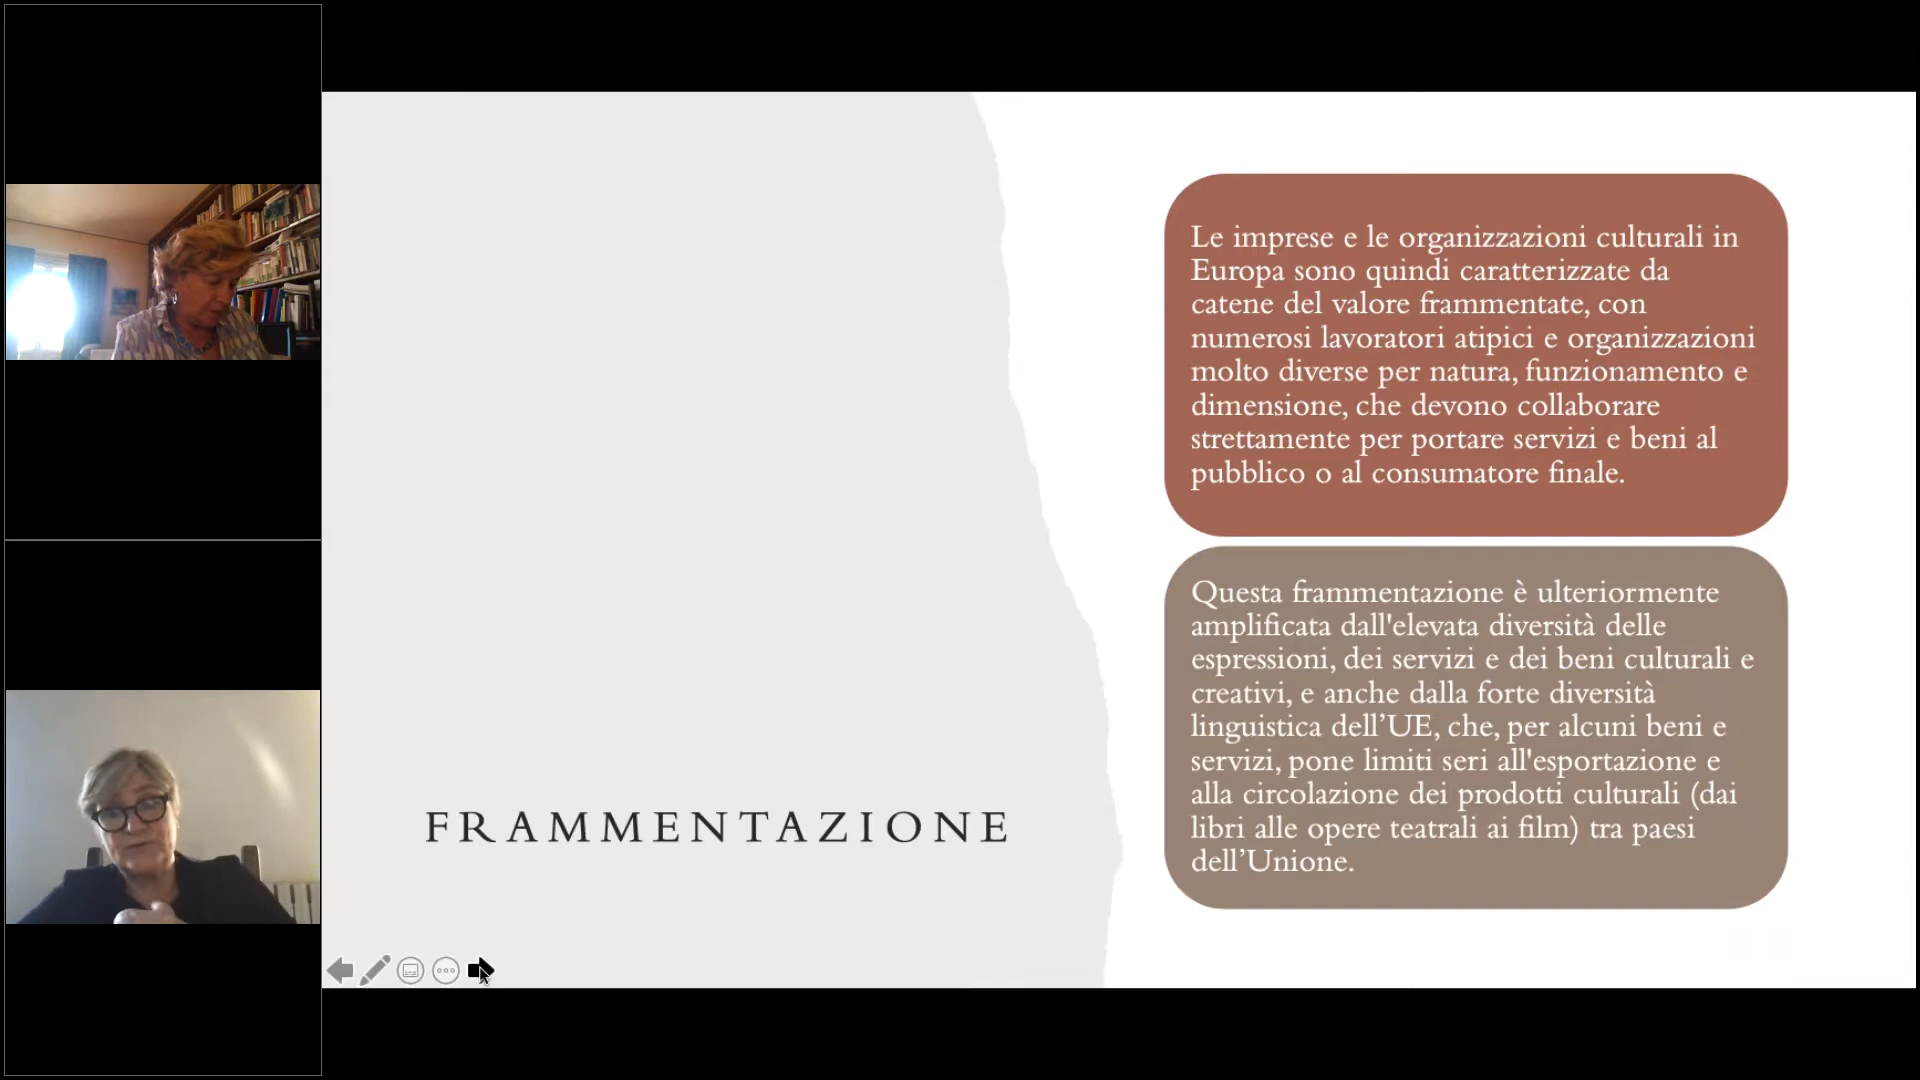 FRAMMENTAZIONE
Le imprese e le organizzazioni culturali in
Europa sono quindi caratterizzate da
catene del valore frammentate, con
numerosi lavoratori atipici e organizzazioni
molto diverse per natura, funzionamento e
dimensione, che devono collaborare
strettamente per portare servizi e beni al
pubblico o al consumatore finale.
Questa frammentazione è ulteriormente
amplificata dall'elevata diversità delle
espressioni, dei servizi e dei beni culturali e
creativi, e anche dalla forte diversità
linguistica dell’UE, che, per alcuni beni e
servizi, pone limiti seri all'esportazione e
alla circolazione dei prodotti culturali (dai
libri alle opere teatrali ai film) tra paesi
dell’Unione.